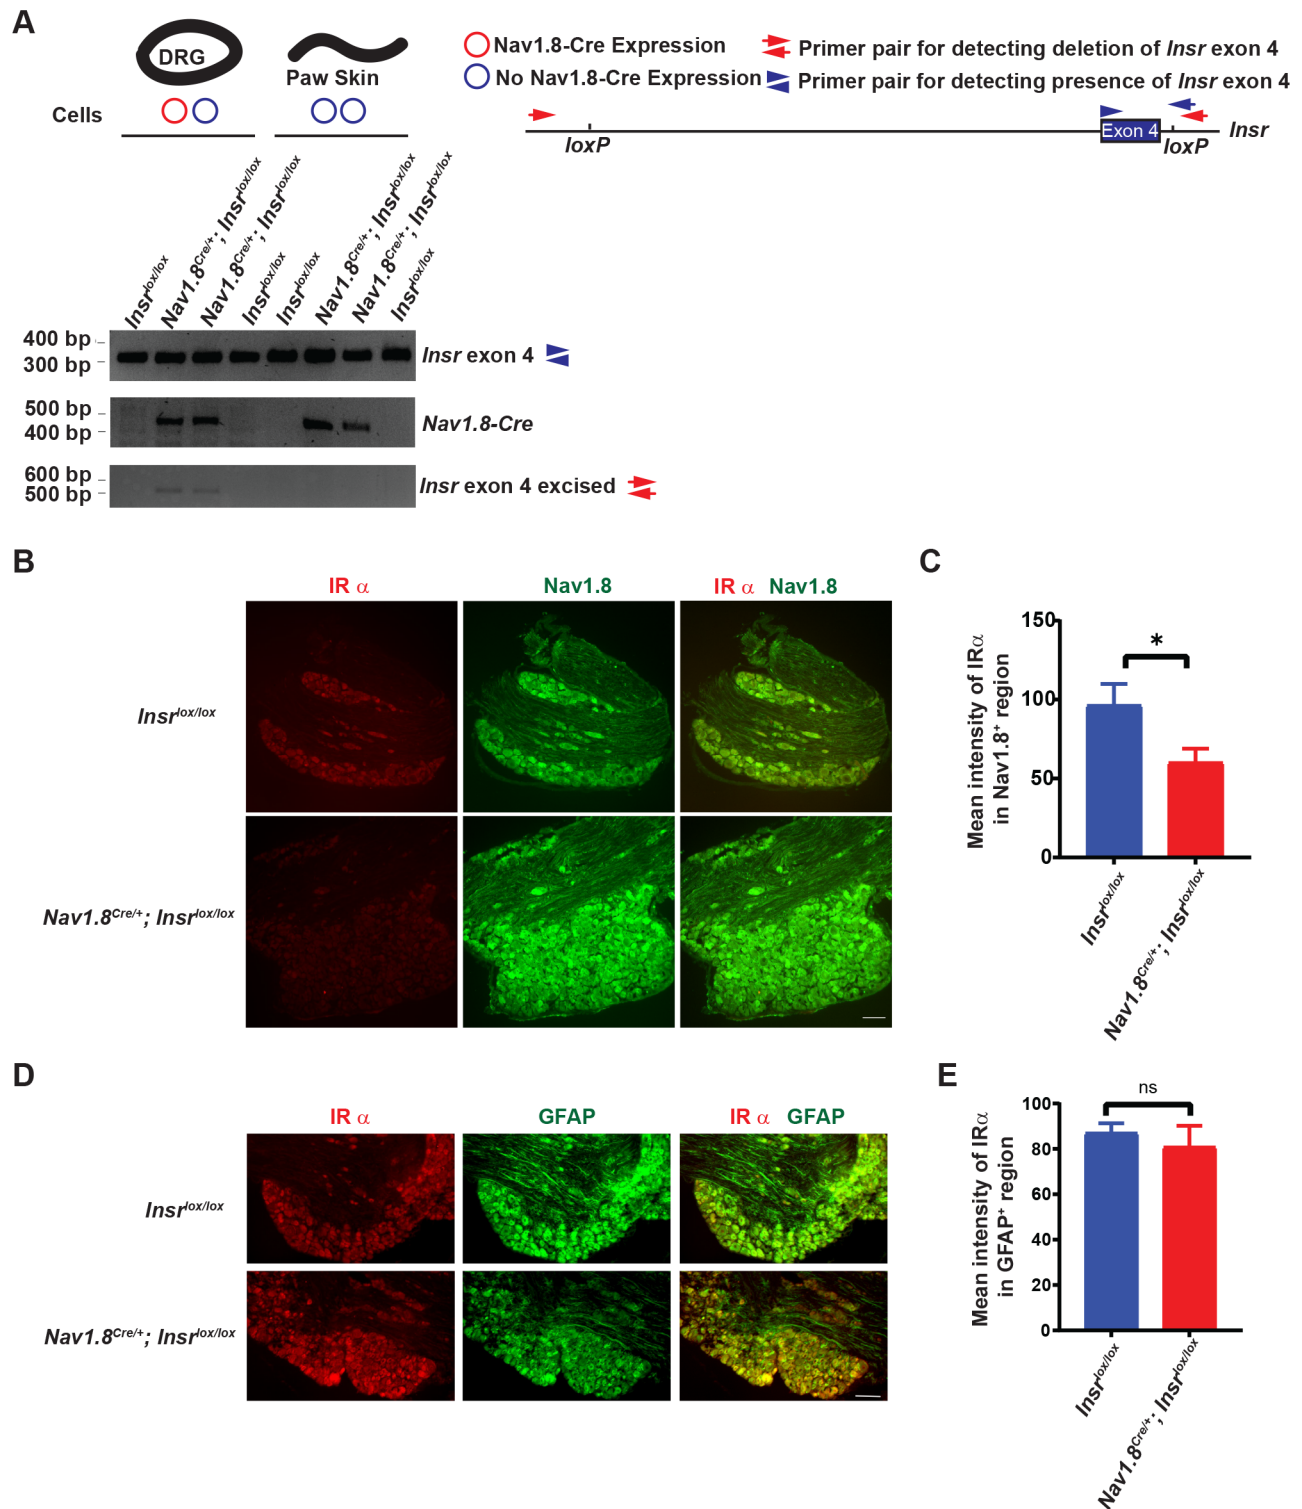 A
DRG
Paw Skin
Cells
Nav1.8-Cre Expression
No Nav1.8-Cre Expression
Primer pair for detecting deletion of Insr exon 4
Primer pair for detecting presence of Insr exon 4
loxP
Exon 4
loxP
Insr
Insrlox/lox
Nav1.8Cre/+; Insrlox/lox
Nav1.8Cre/+; Insrlox/lox
Insrlox/lox
Insrlox/lox
Nav1.8Cre/+; Insrlox/lox
Nav1.8Cre/+; Insrlox/lox
Insrlox/lox
400 bp
300 bp
Insr exon 4
500 bp
400 bp
Nav1.8-Cre
600 bp
500 bp
Insr exon 4 excised
B
IR α
Nav1.8
IR α Nav1.8
Insrlox/lox
Nav1.8Cre/+; Insrlox/lox
C
Mean intensity of IRα
in Nav1.8+ region
150
100
50
0
*
Insrlox/lox
Nav1.8Cre/+; Insrlox/lox
D
IR α
GFAP
IR α GFAP
Insrlox/lox
Nav1.8Cre/+; Insrlox/lox
E
Mean intensity of IRα
in GFAP+ region
100
80
60
40
20
0
ns
Insrlox/lox
Nav1.8Cre/+; Insrlox/lox